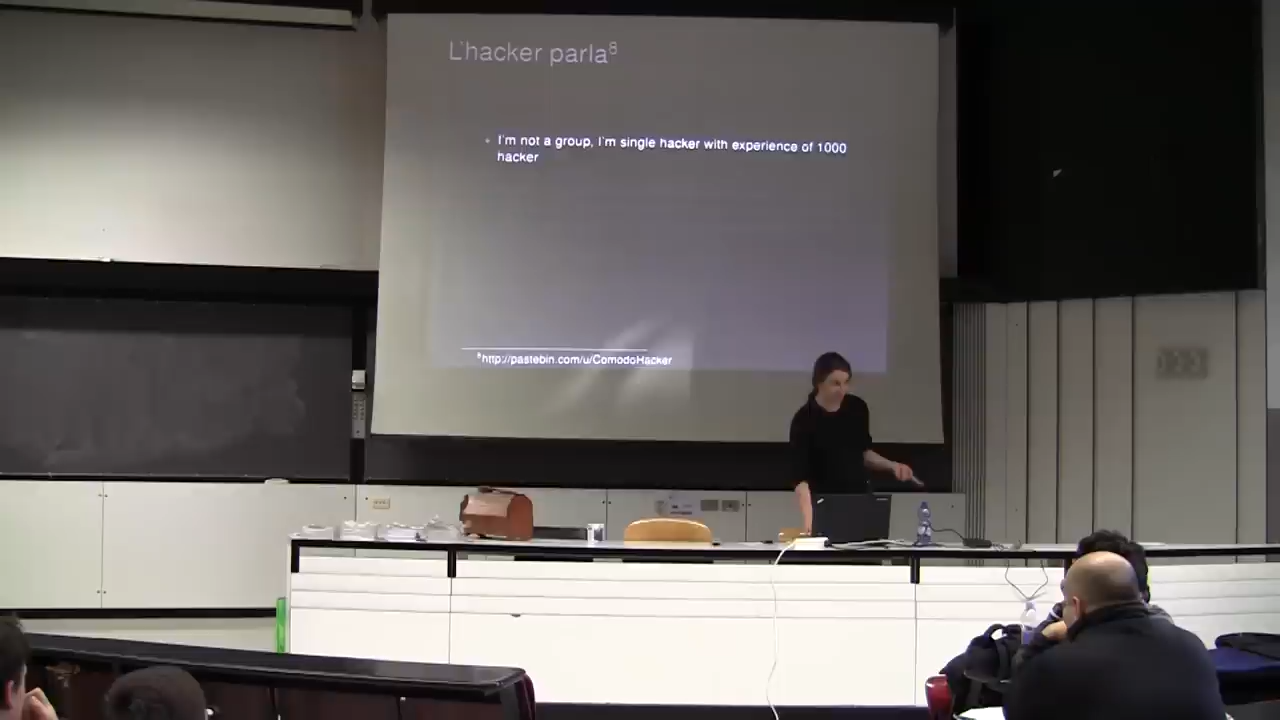 L'hacker parla⁸
I'm not a group, I'm single hacker with experience of 1000
hacker
⁸http://pastebin.com/u/ComodoHacker